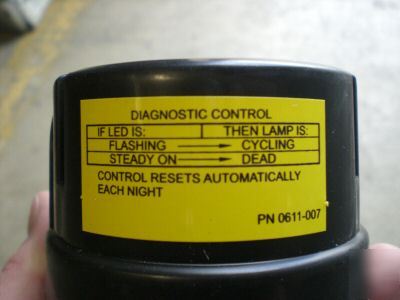 DIAGNOSTIC CONTROL
IF LED IS: THEN LAMP IS:
FLASHING → CYCLING
STEADY ON → DEAD
CONTROL RESETS AUTOMATICALLY
EACH NIGHT
PN 0611-007